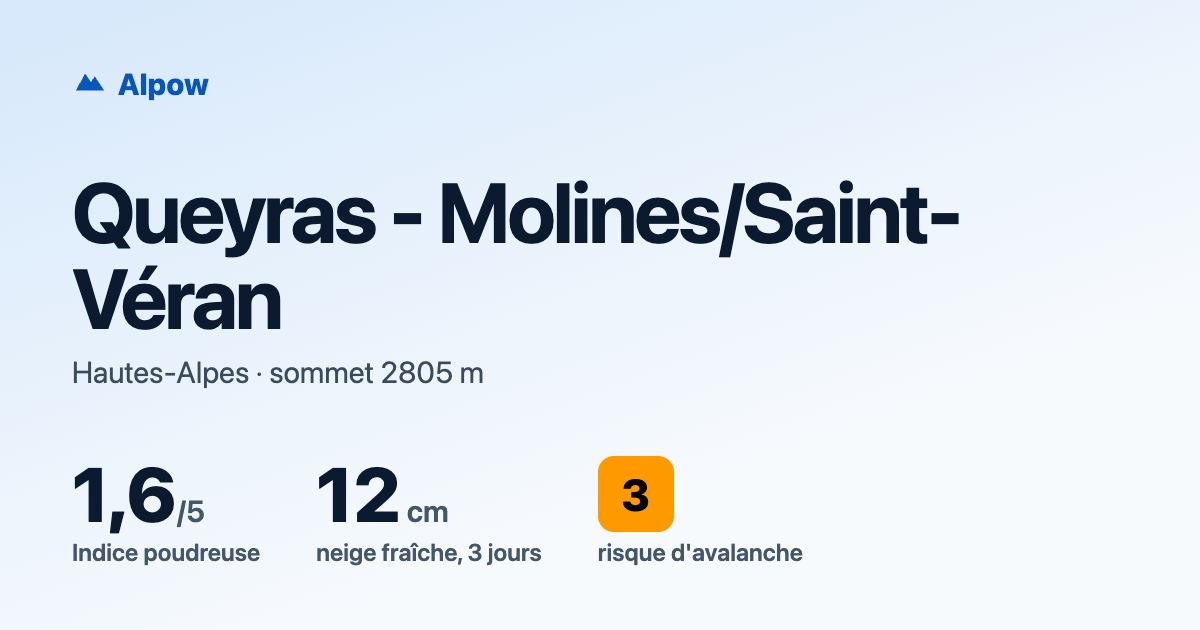 Alpow
Queyras - Molines/Saint-
Véran
Hautes-Alpes · sommet 2805 m
1,6/5
Indice poudreuse
12 cm
neige fraîche, 3 jours
3
risque d'avalanche